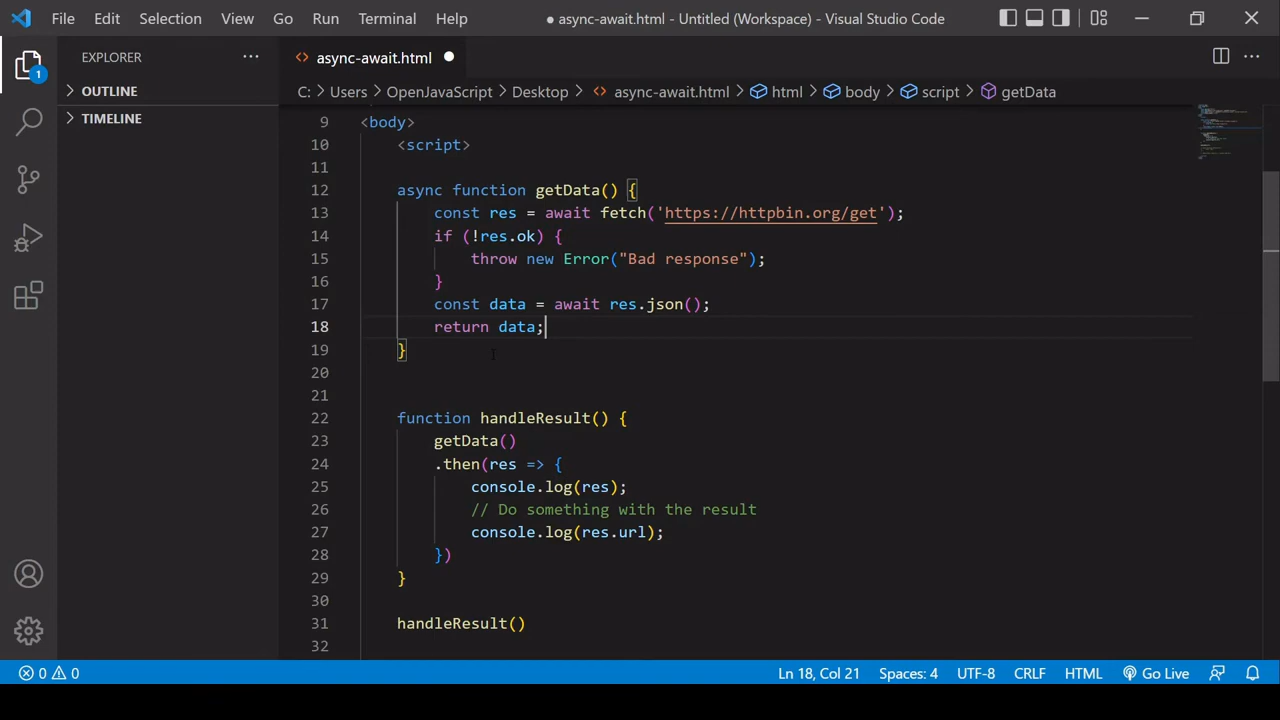 File Edit Selection View Go Run Terminal Help ● async-await.html - Untitled (Workspace) - Visual Studio Code
EXPLORER ··· <> async-await.html ●
1
OUTLINE
TIMELINE
C: > Users > OpenJavaScript > Desktop > <> async-await.html > html > body > script > getData
9 <body>
10 <script>
11
12 async function getData() {
13 const res = await fetch('https://httpbin.org/get');
14 if (!res.ok) {
15 throw new Error("Bad response");
16 }
17 const data = await res.json();
18 return data;
19 }
20
21
22 function handleResult() {
23 getData()
24 .then(res => {
25 console.log(res);
26 // Do something with the result
27 console.log(res.url);
28 })
29 }
30
31 handleResult()
32
0 0 Ln 18, Col 21 Spaces: 4 UTF-8 CRLF HTML Go Live